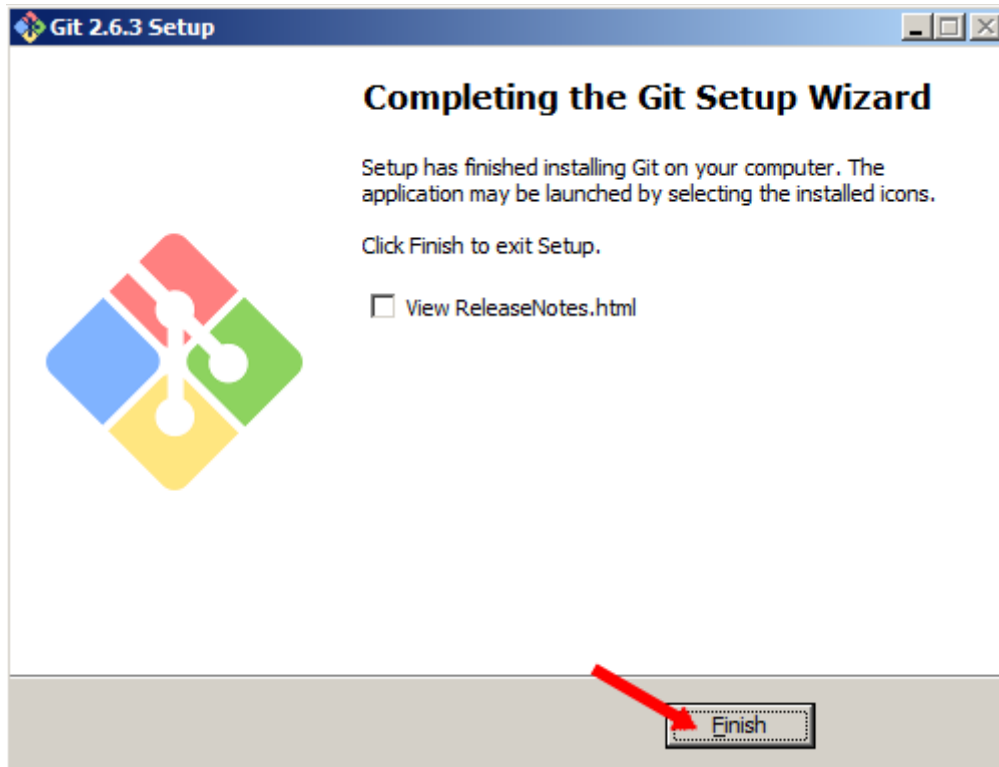 Git 2.6.3 Setup
Completing the Git Setup Wizard
Setup has finished installing Git on your computer. The
application may be launched by selecting the installed icons.
Click Finish to exit Setup.
View ReleaseNotes.html
Finish